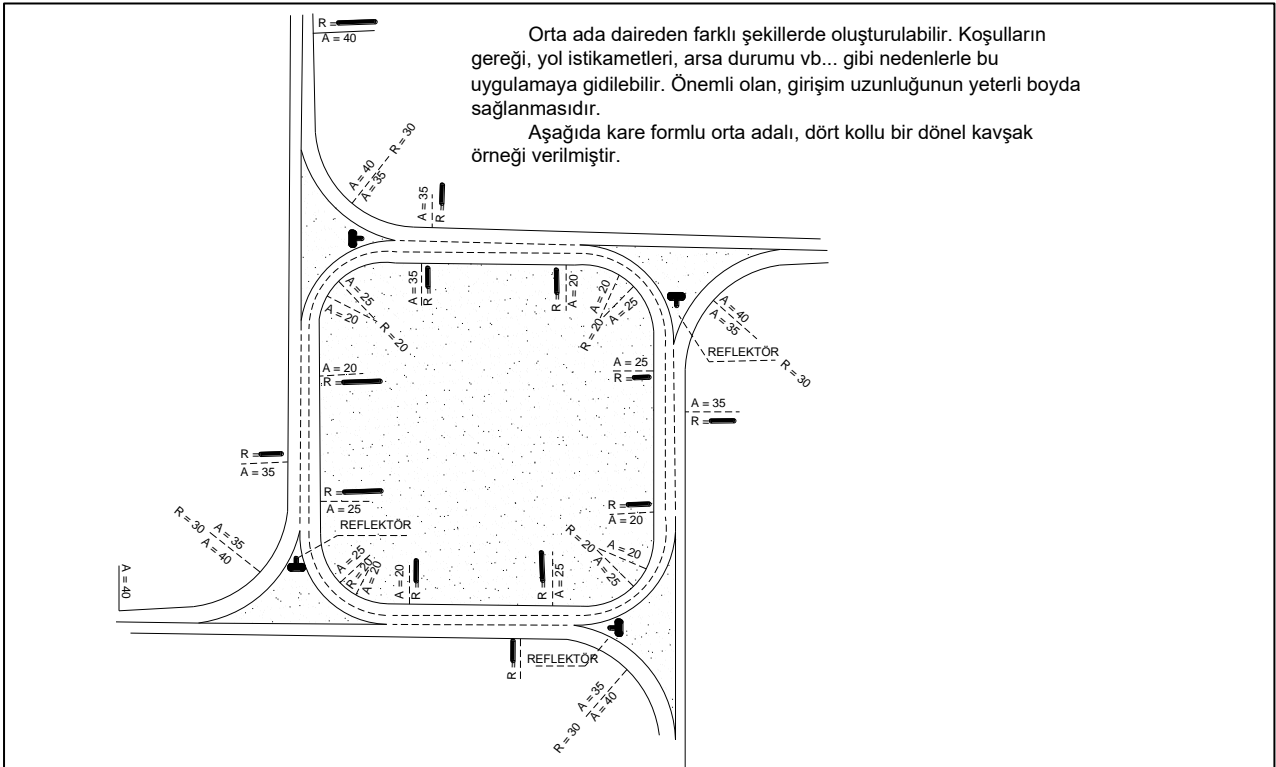 R =
A = 40
Orta ada daireden farklı şekillerde oluşturulabilir. Koşulların
gereği, yol istikametleri, arsa durumu vb... gibi nedenlerle bu
uygulamaya gidilebilir. Önemli olan, girişim uzunluğunun yeterli boyda
sağlanmasıdır.
Aşağıda kare formlu orta adalı, dört kollu bir dönel kavşak
örneği verilmiştir.
A = 40
A = 35
R = 30
A = 35
R =
A = 35
R =
R =
A = 20
A = 25
A = 20
R = 20
A = 20
A = 25
R = 20
A = 40
A = 35
R = 30
REFLEKTÖR
A = 20
R =
A = 25
R =
A = 35
R =
R =
A = 35
R =
A = 25
R =
A = 20
REFLEKTÖR
R = 30
A = 35
A = 40
A = 40
A = 25
R = 20
A = 20
A = 20
R =
R =
A = 25
R = 20
A = 20
A = 25
R =
REFLEKTÖR
A = 35
A = 40
R = 30